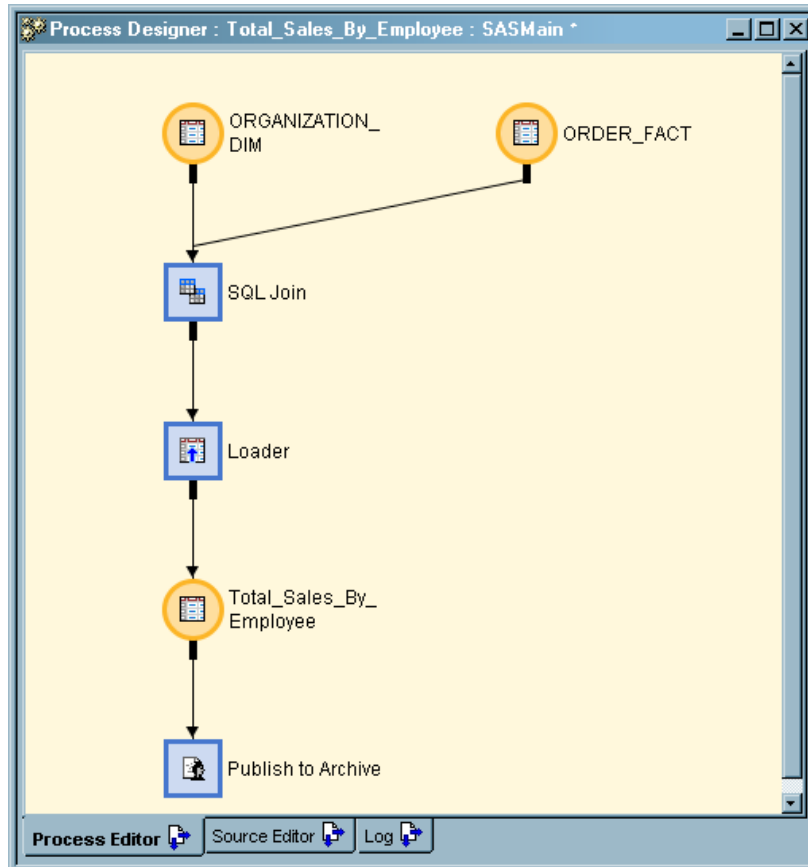 Process Designer : Total_Sales_By_Employee : SASMain *
ORGANIZATION_
DIM
ORDER_FACT
SQL Join
Loader
Total_Sales_By_
Employee
Publish to Archive
Process Editor
Source Editor
Log